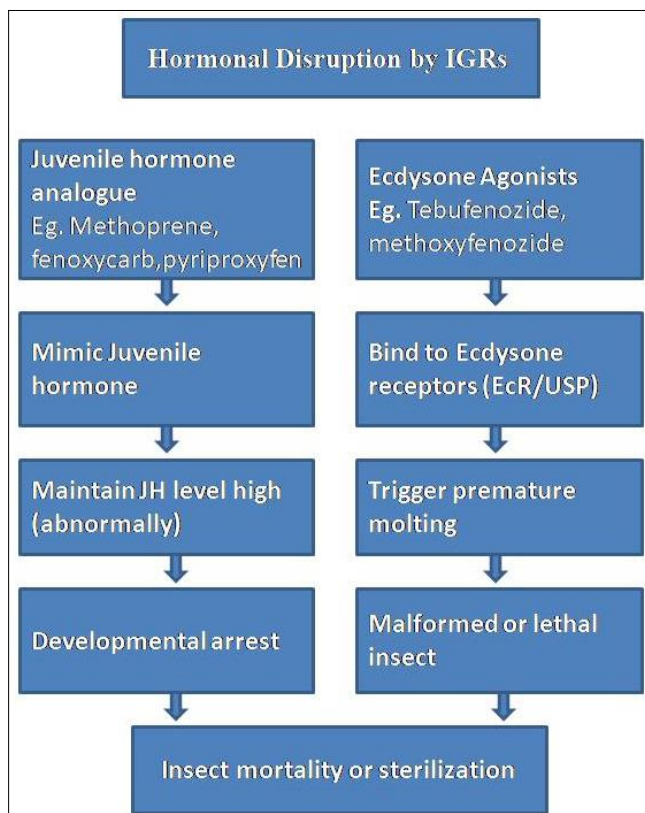 Hormonal Disruption by IGRs
Juvenile hormone
analogue
Eg. Methoprene,
fenoxycarb,pyriproxyfen
Ecdysone Agonists
Eg. Tebufenozide,
methoxyfenozide
Mimic Juvenile
hormone
Bind to Ecdysone
receptors (EcR/USP)
Maintain JH level high
(abnormally)
Trigger premature
molting
Developmental arrest
Malformed or lethal
insect
Insect mortality or sterilization